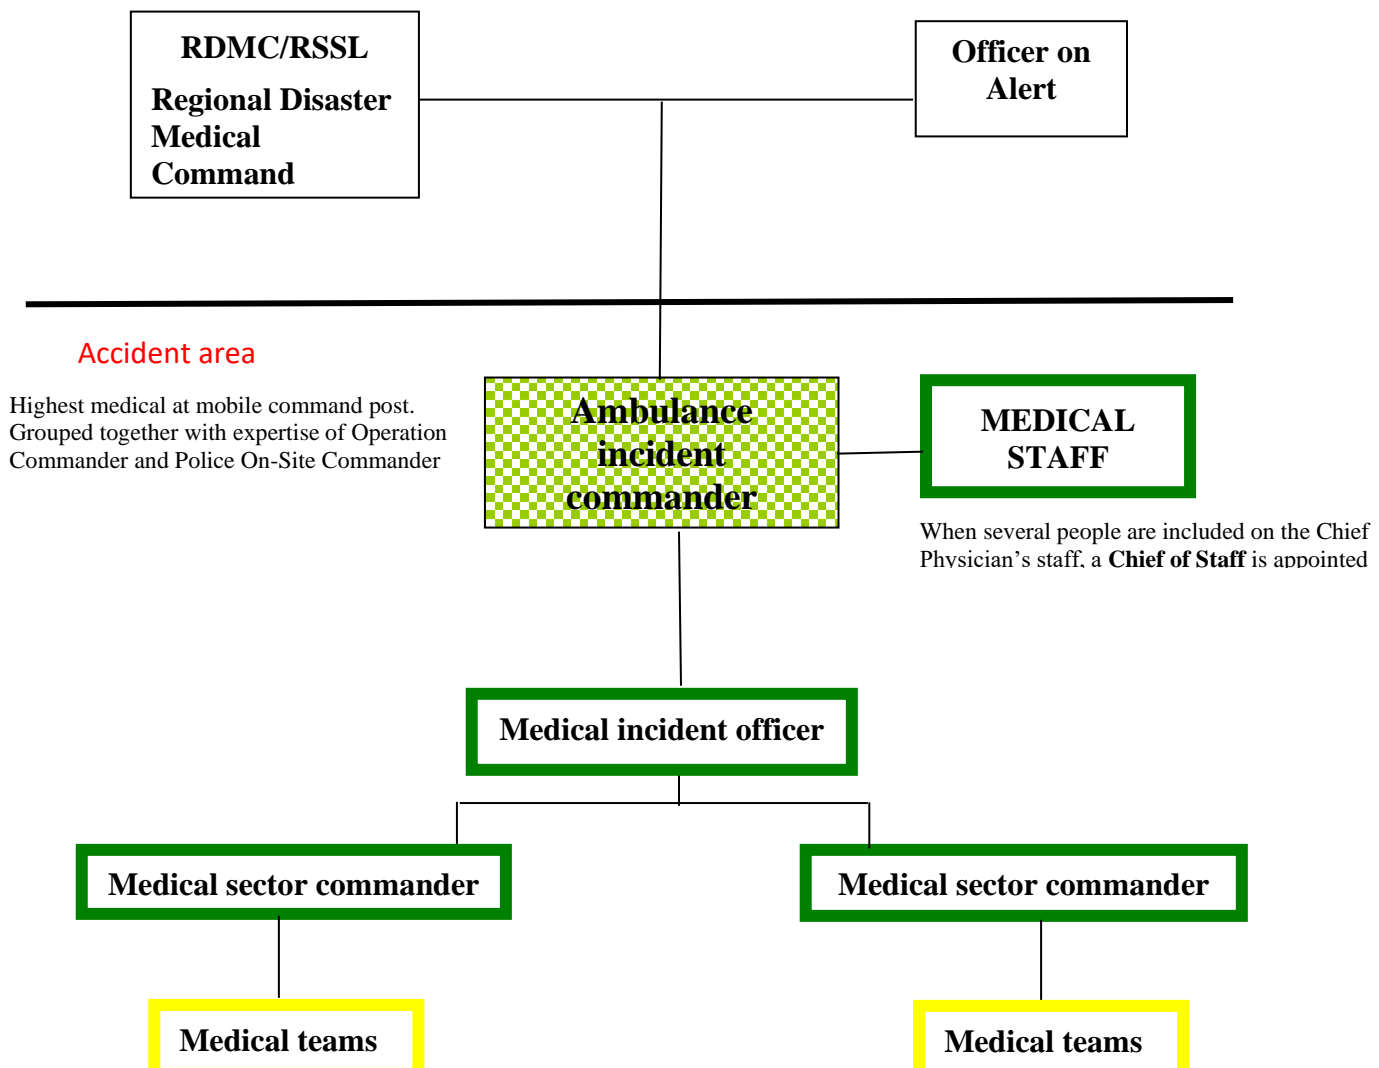 RDMC/RSSL
Regional Disaster
Medical
Command
Officer on
Alert
Accident area
Highest medical at mobile command post.
Grouped together with expertise of Operation
Commander and Police On-Site Commander
Ambulance
incident
commander
MEDICAL
STAFF
When several people are included on the Chief
Physician's staff, a Chief of Staff is appointed
Medical incident officer
Medical sector commander
Medical sector commander
Medical teams
Medical teams